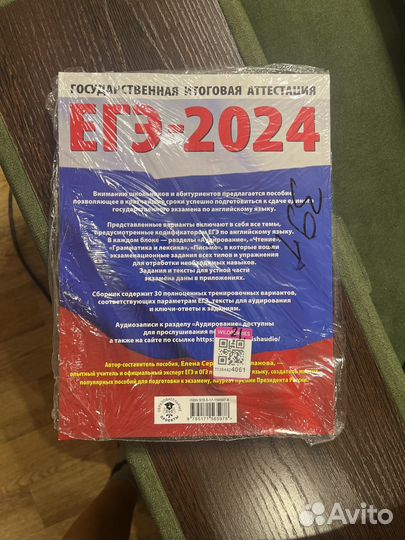 ГОСУДАРСТВЕННАЯ ИТОГОВАЯ АТТЕСТАЦИЯ
ЕГЭ-2024
Вниманию школьников и абитуриентов предлагается пособие,
позволяющее в кратчайшие сроки успешно подготовиться к сдаче единого
государственного экзамена по английскому языку.
Представленные варианты включают в себя все темы,
предусмотренные кодификатором ЕГЭ по английскому языку.
В каждом блоке — разделы «Аудирование», «Чтение»,
«Грамматика и лексика», «Письмо», в которые вошли
экзаменационные задания всех типов и упражнения
для отработки необходимых навыков.
Задания и тексты для устной части
экзамена даны в приложениях.
Сборник содержит 30 полноценных тренировочных вариантов,
соответствующих параметрам ЕГЭ, тексты для аудирования
и ключи-ответы к заданиям.
Аудиозаписи к разделу «Аудирование» доступны
для прослушивания
а также на сайте по ссылке https:
WILDBERRIES
4061
Автор-составитель пособия, Елена
опытный учитель и официальный эксперт ЕГЭ и ОГЭ языку,
популярных пособий для подготовки к экзамену, лауреат премии Президента России.
Avito